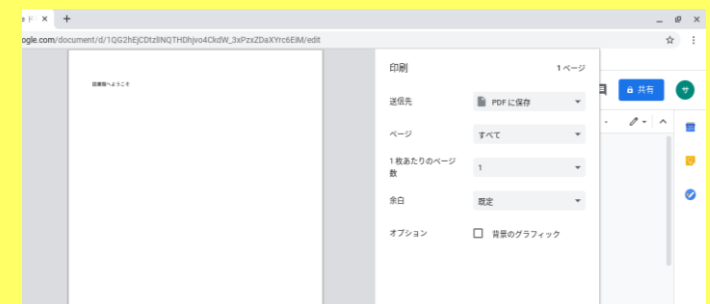 ogle.com/document/d/1QG2hEjCDtzlINQTHDhjvo4CkdW_3xPzxZDaXYrc6EIM/edit
印刷 1 ページ
共有 サ
図書館へようこそ
送信先 PDF に保存
ページ すべて
1 枚あたりのページ
数 1
余白 既定
オプション 背景のグラフィック